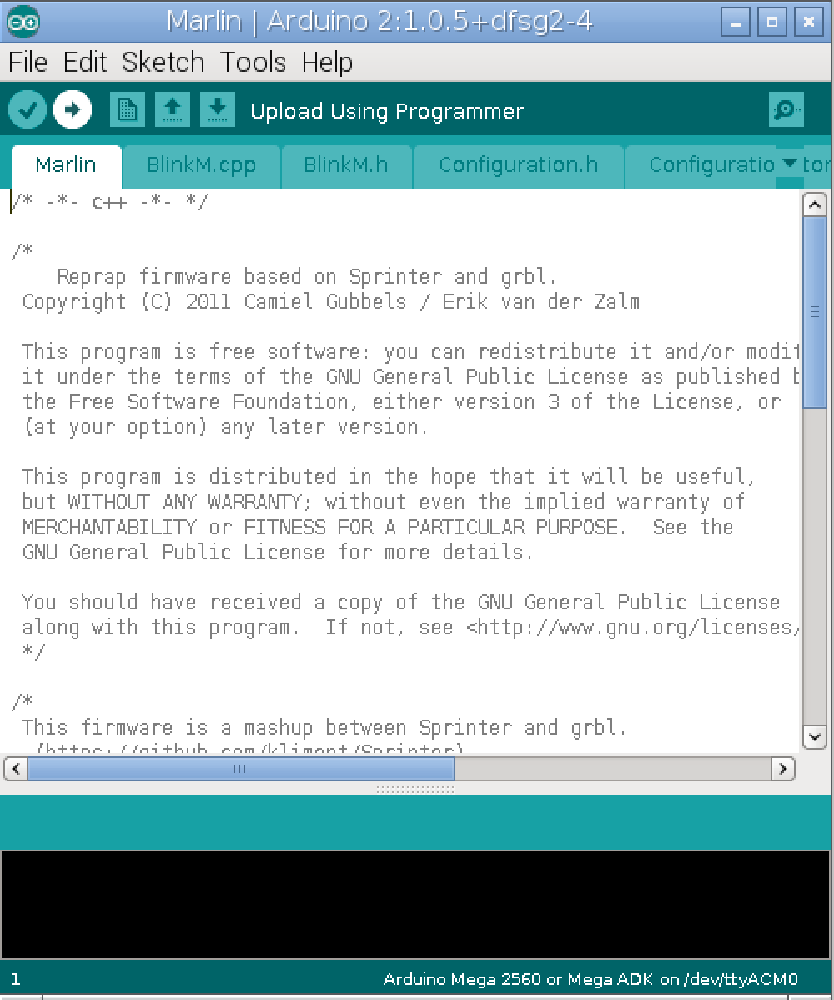 Marlin | Arduino 2:1.0.5+dfsg2-4
File Edit Sketch Tools Help
Upload Using Programmer
Marlin BlinkM.cpp BlinkM.h Configuration.h Configuratio tor
/* -*- c++ -*- */
/*
Reprap firmware based on Sprinter and grbl.
Copyright (C) 2011 Camiel Gubbels / Erik van der Zalm
This program is free software: you can redistribute it and/or modif
it under the terms of the GNU General Public License as published b
the Free Software Foundation, either version 3 of the License, or
(at your option) any later version.
This program is distributed in the hope that it will be useful,
but WITHOUT ANY WARRANTY; without even the implied warranty of
MERCHANTABILITY or FITNESS FOR A PARTICULAR PURPOSE.  See the
GNU General Public License for more details.
You should have received a copy of the GNU General Public License
along with this program.  If not, see <http://www.gnu.org/licenses/
*/
/*
This firmware is a mashup between Sprinter and grbl.
(https://github.com/kliment/Sprinter)
1
Arduino Mega 2560 or Mega ADK on /dev/ttyACM0